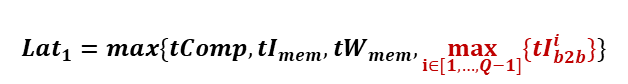 Lat₁ = max{tComp, tI_mem, tW_mem, max_{i∈[1,…,Q−1]}{tI^i_b2b}}